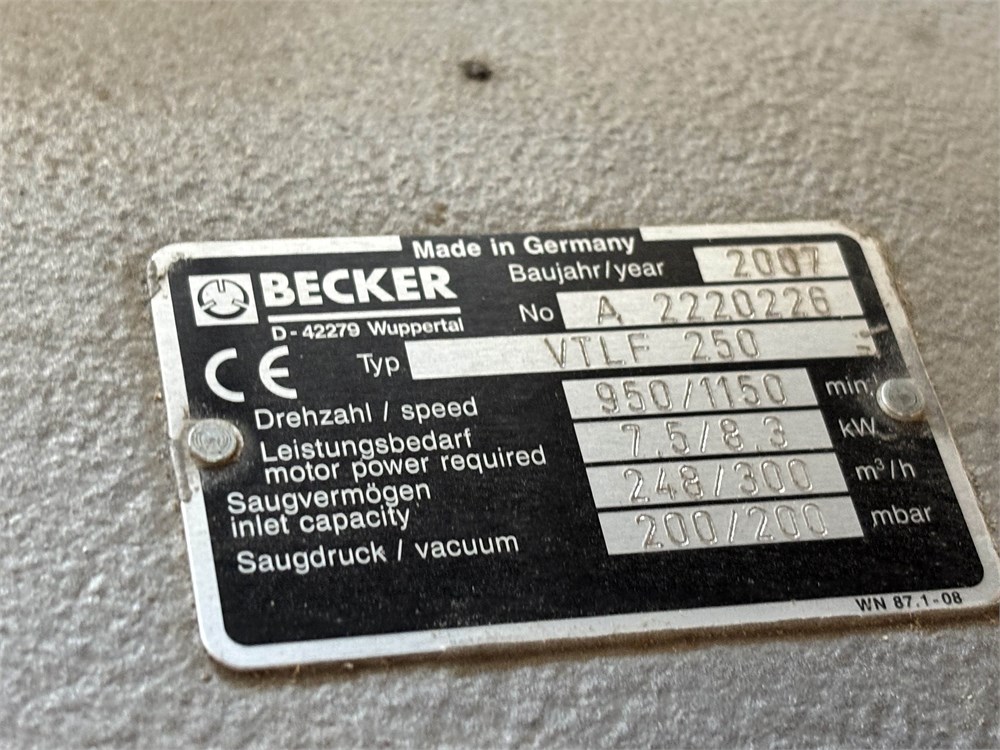 Made in Germany
BECKER
D-42279 Wuppertal
Baujahr/year 2007
No A 2220226
CE
Typ VTLF 250
Drehzahl / speed 950/1150 min
Leistungsbedarf
motor power required 7.5/8.3 kW
Saugvermögen
inlet capacity 248/300 m³/h
Saugdruck / vacuum 200/200 mbar
WN 87.1-08